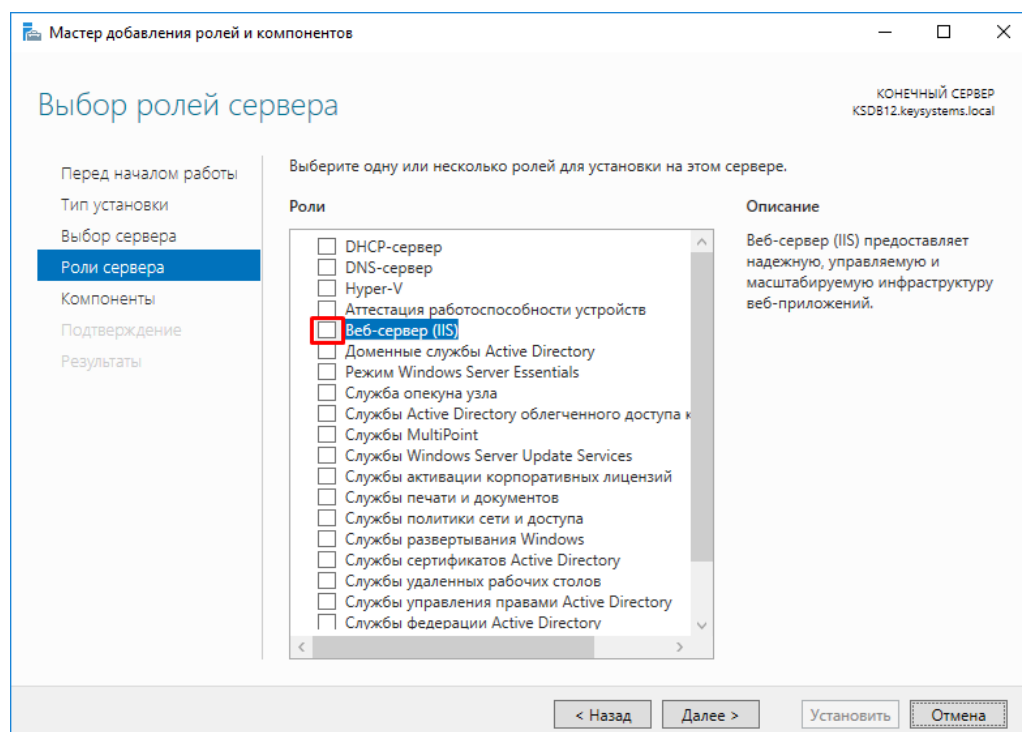 Мастер добавления ролей и компонентов
Выбор ролей сервера
КОНЕЧНЫЙ СЕРВЕР
KSDB12.keysystems.local
Перед началом работы
Тип установки
Выбор сервера
Роли сервера
Компоненты
Подтверждение
Результаты
Выберите одну или несколько ролей для установки на этом сервере.
Роли
DHCP-сервер
DNS-сервер
Hyper-V
Аттестация работоспособности устройств
Веб-сервер (IIS)
Доменные службы Active Directory
Режим Windows Server Essentials
Служба опекуна узла
Службы Active Directory облегченного доступа к
Службы MultiPoint
Службы Windows Server Update Services
Службы активации корпоративных лицензий
Службы печати и документов
Службы политики сети и доступа
Службы развертывания Windows
Службы сертификатов Active Directory
Службы удаленных рабочих столов
Службы управления правами Active Directory
Службы федерации Active Directory
Описание
Веб-сервер (IIS) предоставляет
надежную, управляемую и
масштабируемую инфраструктуру
веб-приложений.
< Назад
Далее >
Установить
Отмена